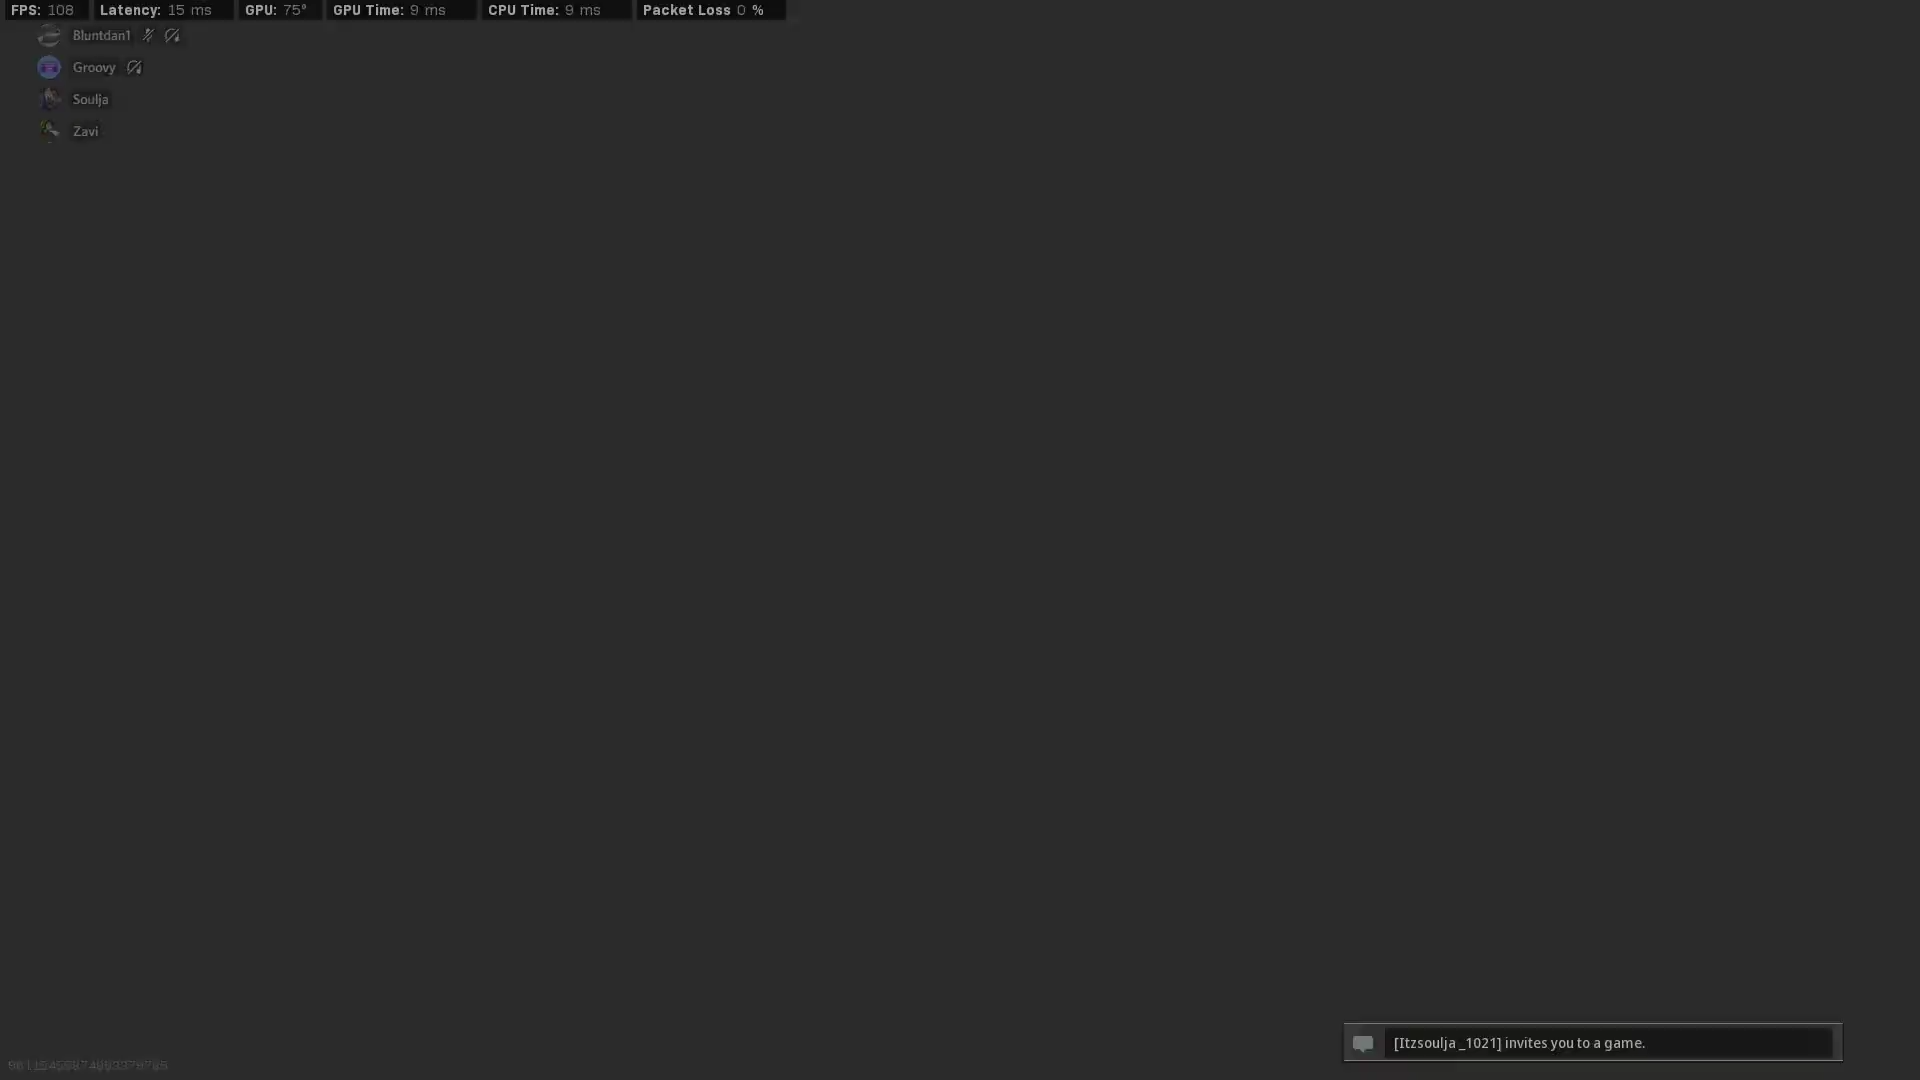 FPS: 108 Latency: 15 ms GPU: 75° GPU Time: 9 ms CPU Time: 9 ms Packet Loss 0 %
Bluntdan1
Groovy
Soulja
Zavi
[Itzsoulja_1021] invites you to a game.